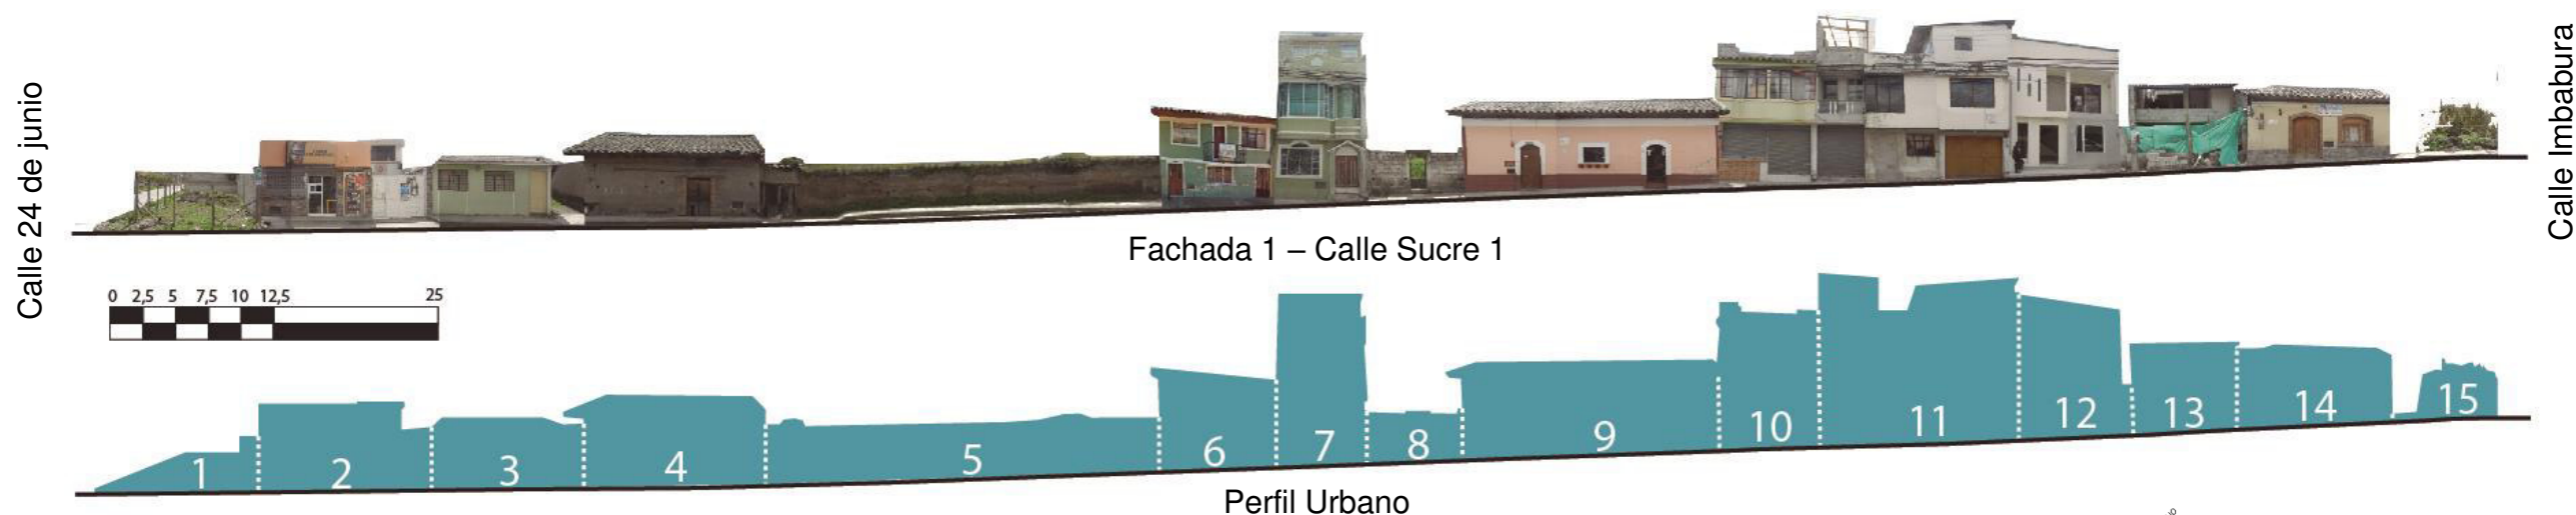 Calle 24 de junio
Calle Imbabura
Fachada 1 – Calle Sucre 1
0 2,5 5 7,5 10 12,5 25
1 2 3 4 5 6 7 8 9 10 11 12 13 14 15
Perfil Urbano